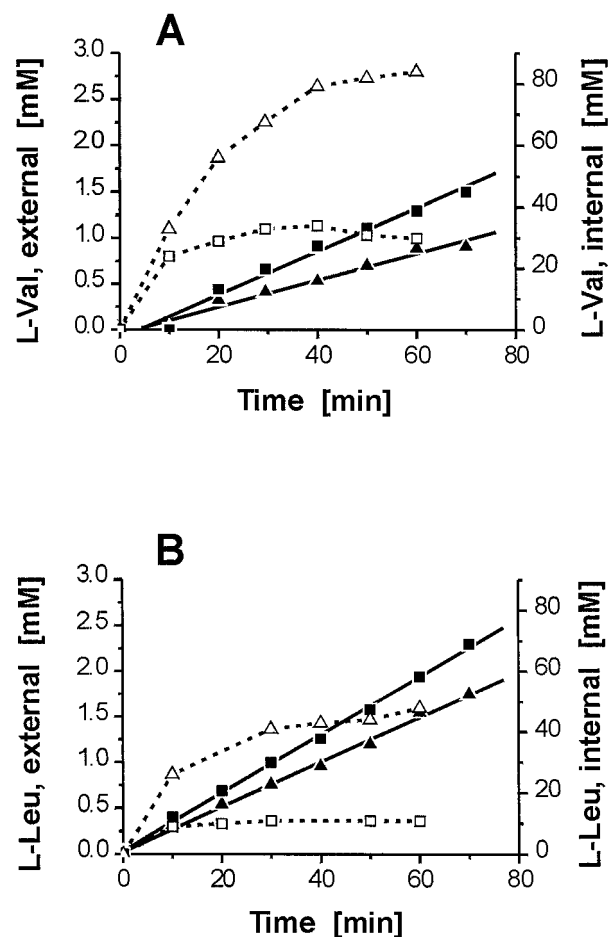 A
3.0
2.5
2.0
1.5
1.0
0.5
0.0
L-Val, external [mM]
80
60
40
20
0
L-Val, internal [mM]
0 20 40 60 80
Time [min]
B
3.0
2.5
2.0
1.5
1.0
0.5
0.0
L-Leu, external [mM]
80
60
40
20
0
L-Leu, internal [mM]
0 20 40 60 80
Time [min]